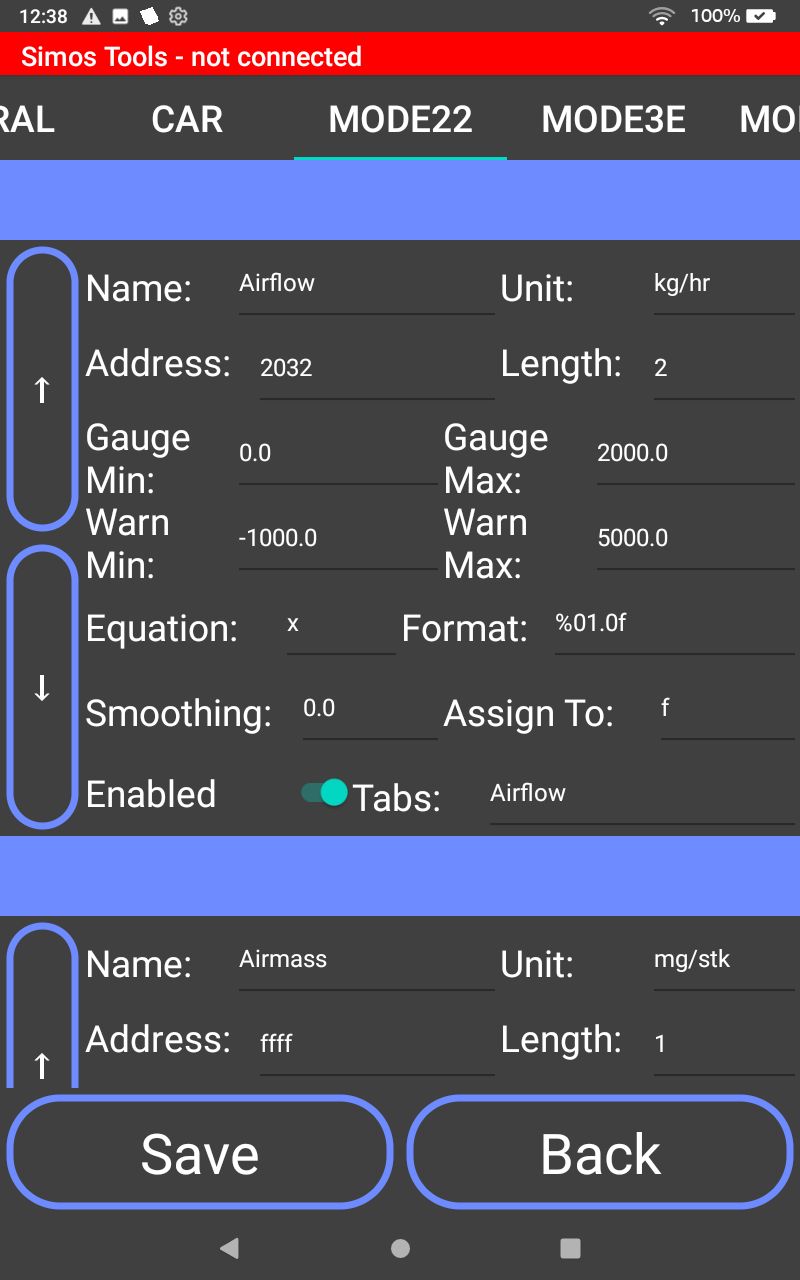 12:38 100%
Simos Tools - not connected
RAL CAR MODE22 MODE3E MO
Name: Airflow Unit: kg/hr
Address: 2032 Length: 2
Gauge Min: 0.0 Gauge Max: 2000.0
Warn Min: -1000.0 Warn Max: 5000.0
Equation: x Format: %01.0f
Smoothing: 0.0 Assign To: f
Enabled Tabs: Airflow
↑
↓
Name: Airmass Unit: mg/stk
Address: ffff Length: 1
↑
Save Back